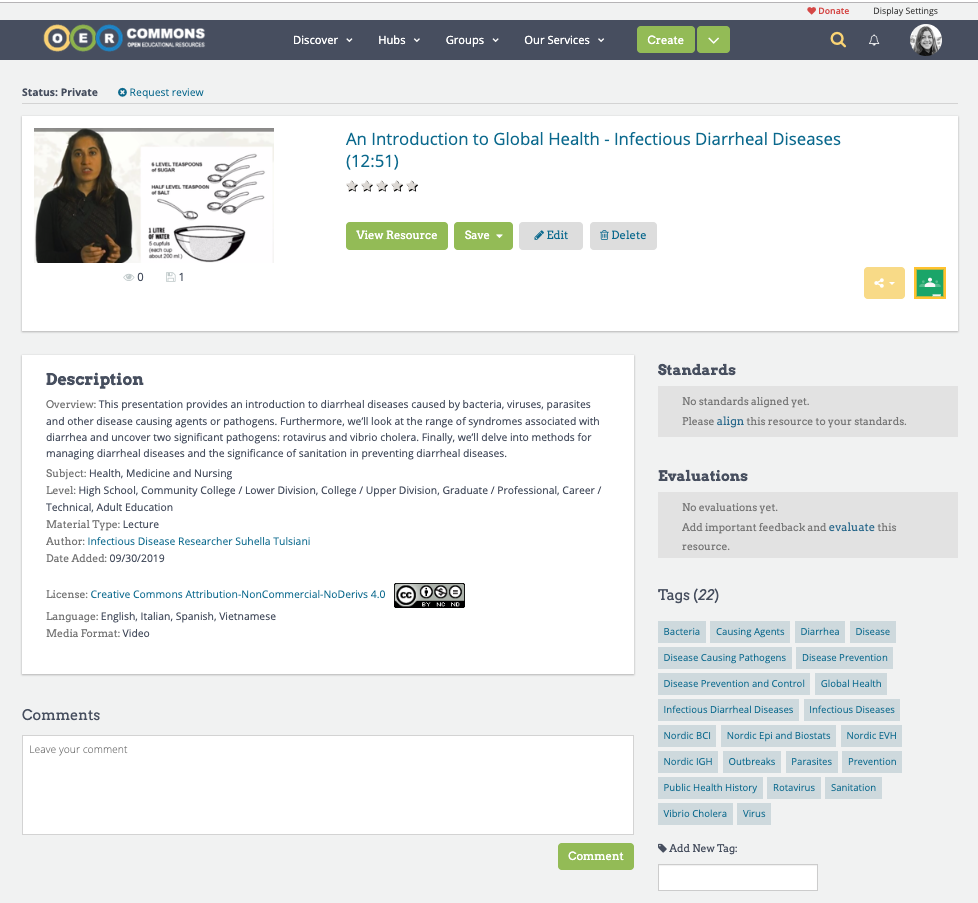 Donate Display Settings
OER COMMONS
OPEN EDUCATIONAL RESOURCES
Discover Hubs Groups Our Services Create
Status: Private Request review
6 LEVEL TEASPOONS
of SUGAR
HALF LEVEL TEASPOON
of SALT
1 LITRE
OF WATER
5 cupfuls
(each cup
about 200 ml.)
0 1
An Introduction to Global Health - Infectious Diarrheal Diseases
(12:51)
View Resource Save Edit Delete
Description
Overview: This presentation provides an introduction to diarrheal diseases caused by bacteria, viruses, parasites
and other disease causing agents or pathogens. Furthermore, we'll look at the range of syndromes associated with
diarrhea and uncover two significant pathogens: rotavirus and vibrio cholera. Finally, we'll delve into methods for
managing diarrheal diseases and the significance of sanitation in preventing diarrheal diseases.
Subject: Health, Medicine and Nursing
Level: High School, Community College / Lower Division, College / Upper Division, Graduate / Professional, Career /
Technical, Adult Education
Material Type: Lecture
Author: Infectious Disease Researcher Suhella Tulsiani
Date Added: 09/30/2019
License: Creative Commons Attribution-NonCommercial-NoDerivs 4.0
cc
BY NC ND
Language: English, Italian, Spanish, Vietnamese
Media Format: Video
Comments
Leave your comment
Comment
Standards
No standards aligned yet.
Please align this resource to your standards.
Evaluations
No evaluations yet.
Add important feedback and evaluate this
resource.
Tags (22)
Bacteria Causing Agents Diarrhea Disease
Disease Causing Pathogens Disease Prevention
Disease Prevention and Control Global Health
Infectious Diarrheal Diseases Infectious Diseases
Nordic BCI Nordic Epi and Biostats Nordic EVH
Nordic IGH Outbreaks Parasites Prevention
Public Health History Rotavirus Sanitation
Vibrio Cholera Virus
Add New Tag: